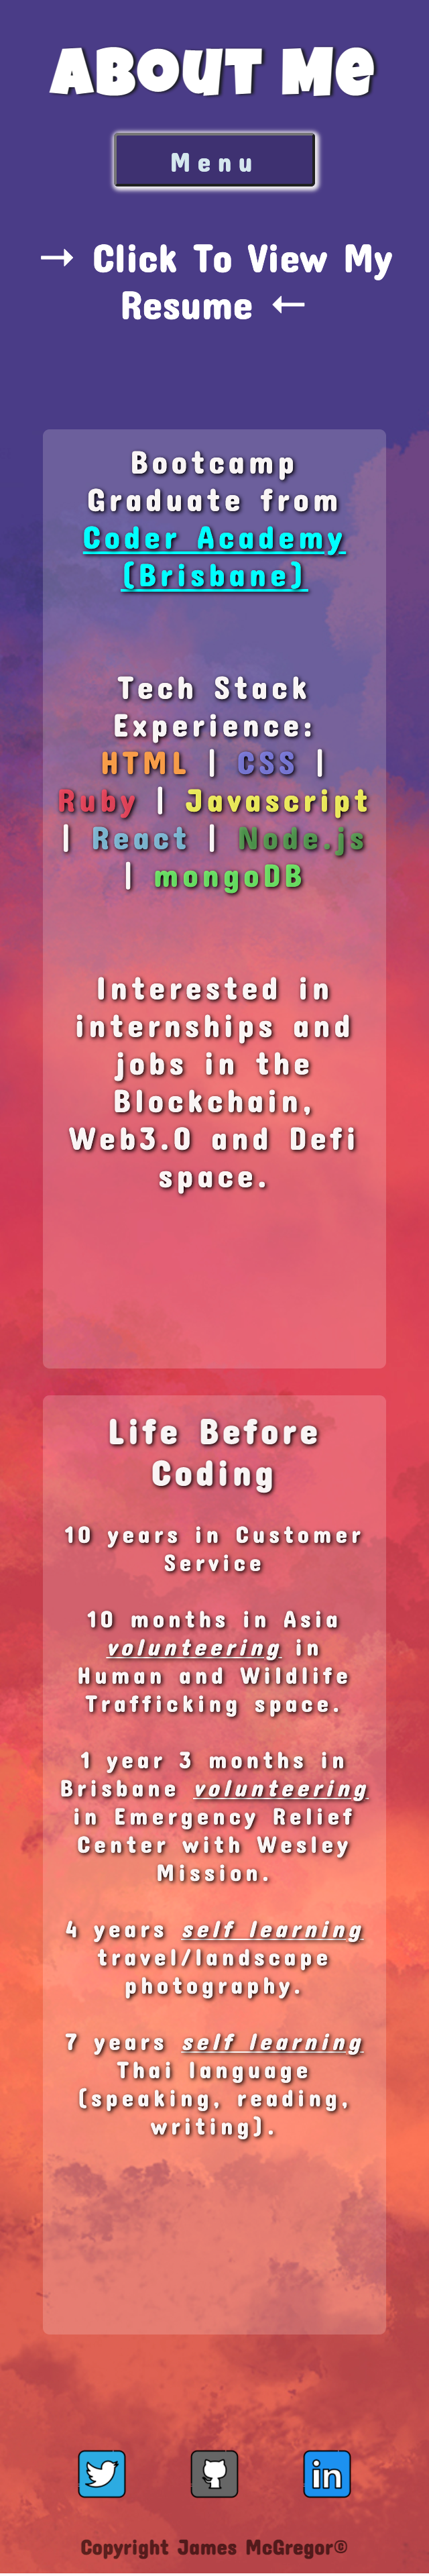 About Me
Menu
→ Click To View My
Resume ←
Bootcamp
Graduate from
Coder Academy
(Brisbane)
Tech Stack
Experience:
HTML | CSS |
Ruby | Javascript
| React | Node.js
| mongoDB
Interested in
internships and
jobs in the
Blockchain,
Web3.0 and Defi
space.
Life Before
Coding
10 years in Customer
Service
10 months in Asia
volunteering in
Human and Wildlife
Trafficking space.
1 year 3 months in
Brisbane volunteering
in Emergency Relief
Center with Wesley
Mission.
4 years self learning
travel/landscape
photography.
7 years self learning
Thai language
(speaking, reading,
writing).
in
Copyright James McGregor©